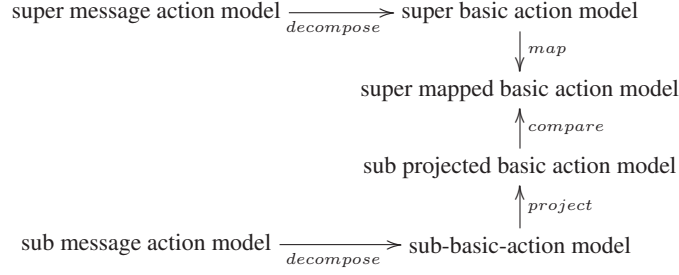 super message action model decompose super basic action model
map
super mapped basic action model
compare
sub projected basic action model
project
sub message action model decompose sub-basic-action model